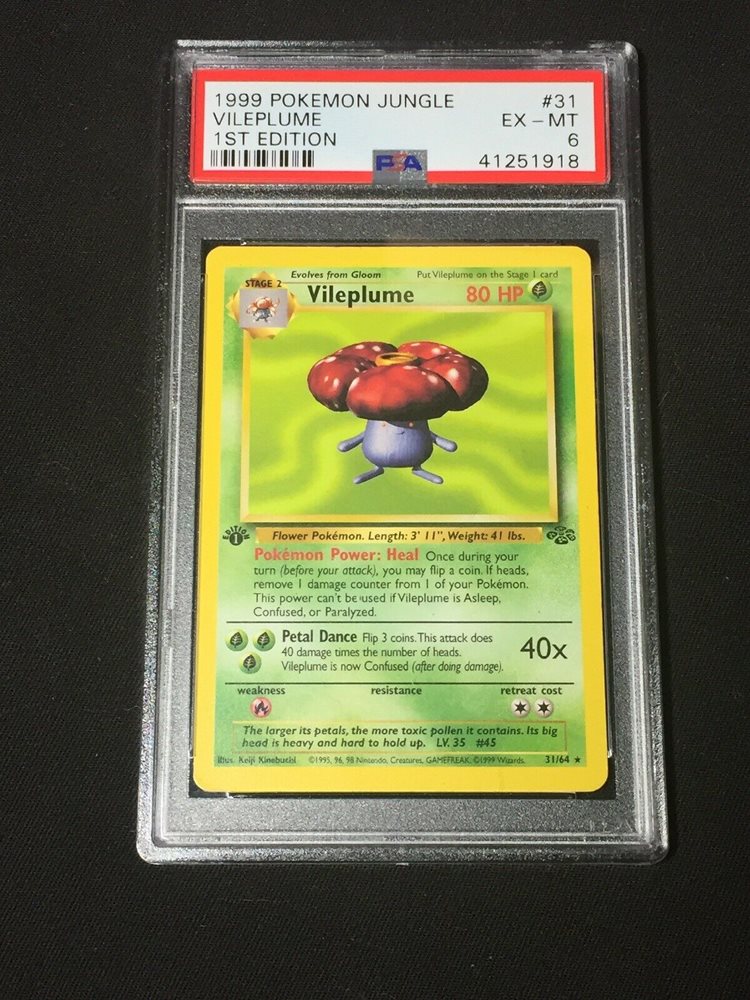 1999 POKEMON JUNGLE #31
VILEPLUME EX - MT
1ST EDITION 6
PSA 41251918
Evolves from Gloom Put Vileplume on the Stage 1 card
STAGE 2 Vileplume 80 HP
EDITION 1
Flower Pokémon. Length: 3' 11", Weight: 41 lbs.
Pokémon Power: Heal Once during your
turn (before your attack), you may flip a coin. If heads,
remove 1 damage counter from 1 of your Pokémon.
This power can't be used if Vileplume is Asleep,
Confused, or Paralyzed.
Petal Dance Flip 3 coins. This attack does
40 damage times the number of heads.
Vileplume is now Confused (after doing damage).
40x
weakness resistance retreat cost
The larger its petals, the more toxic pollen it contains. Its big
head is heavy and hard to hold up. LV. 35 #45
Illus. Keiji Kinebuchi ©1995, 96, 98 Nintendo, Creatures, GAMEFREAK. ©1999 Wizards. 31/64 ★